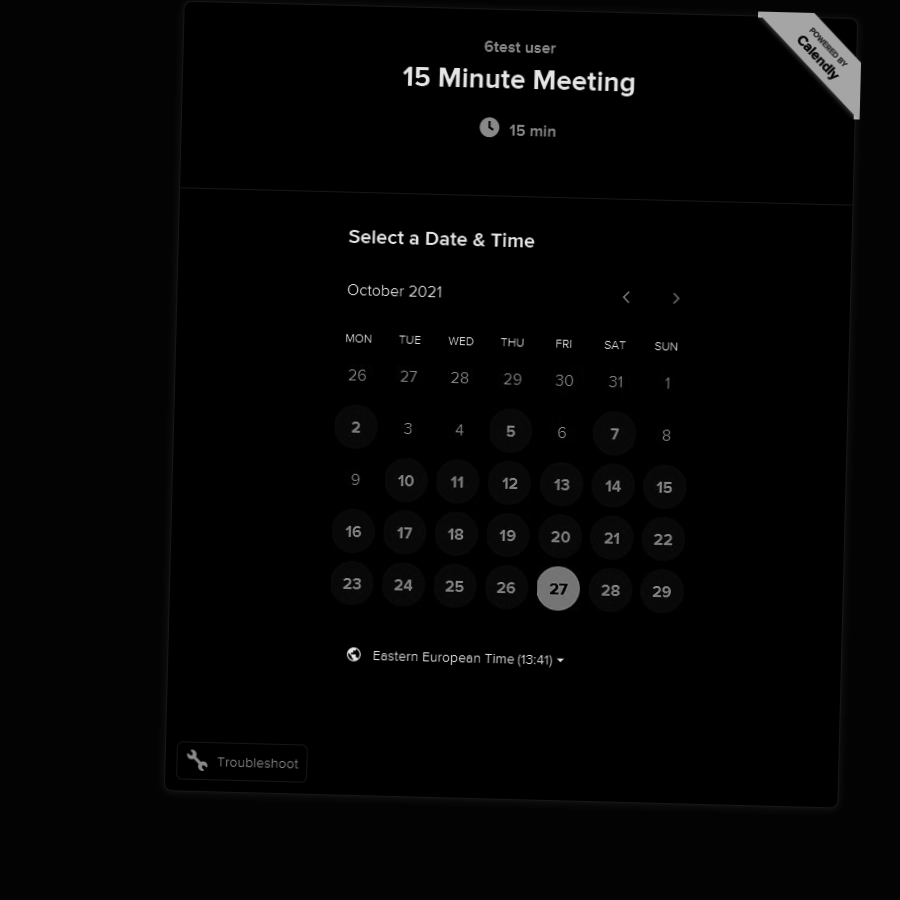 6test user
15 Minute Meeting
15 min
POWERED BY
Calendly
Select a Date & Time
October 2021
MON TUE WED THU FRI SAT SUN
26 27 28 29 30 31 1
2 3 4 5 6 7 8
9 10 11 12 13 14 15
16 17 18 19 20 21 22
23 24 25 26 27 28 29
Eastern European Time (13:41)
Troubleshoot